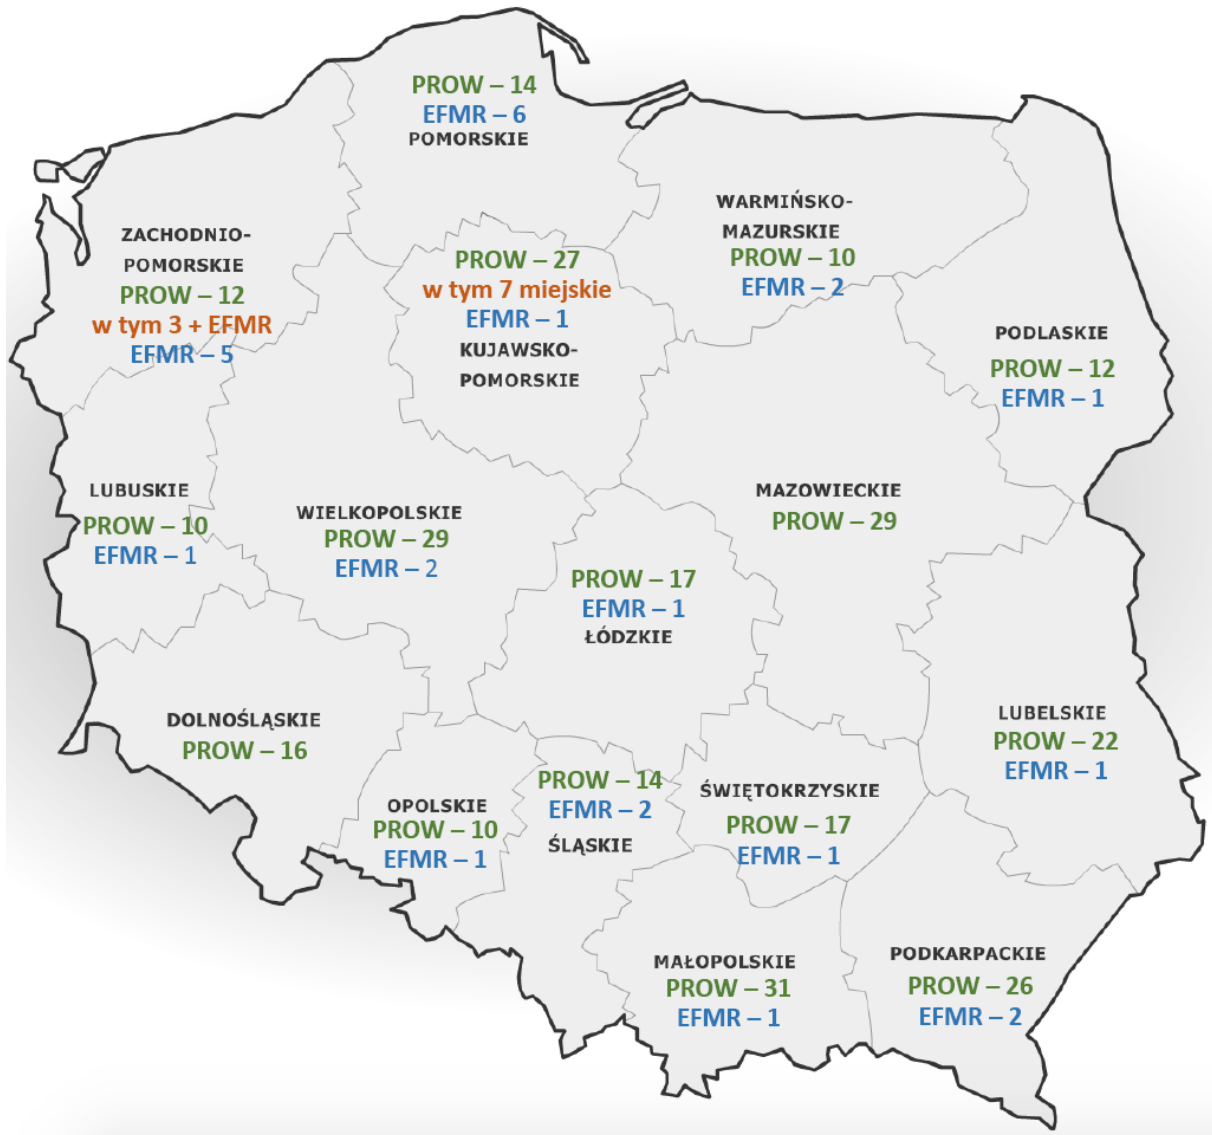 PROW – 14
EFMR – 6
POMORSKIE
WARMIŃSKO-
MAZURSKIE
PROW – 10
EFMR – 2
ZACHODNIO-
POMORSKIE
PROW – 12
w tym 3 + EFMR
EFMR – 5
PROW – 27
w tym 7 miejskie
EFMR – 1
KUJAWSKO-
POMORSKIE
PODLASKIE
PROW – 12
EFMR – 1
LUBUSKIE
PROW – 10
EFMR – 1
WIELKOPOLSKIE
PROW – 29
EFMR – 2
MAZOWIECKIE
PROW – 29
PROW – 17
EFMR – 1
ŁÓDZKIE
DOLNOŚLĄSKIE
PROW – 16
LUBELSKIE
PROW – 22
EFMR – 1
OPOLSKIE
PROW – 10
EFMR – 1
PROW – 14
EFMR – 2
ŚLĄSKIE
ŚWIĘTOKRZYSKIE
PROW – 17
EFMR – 1
MAŁOPOLSKIE
PROW – 31
EFMR – 1
PODKARPACKIE
PROW – 26
EFMR – 2